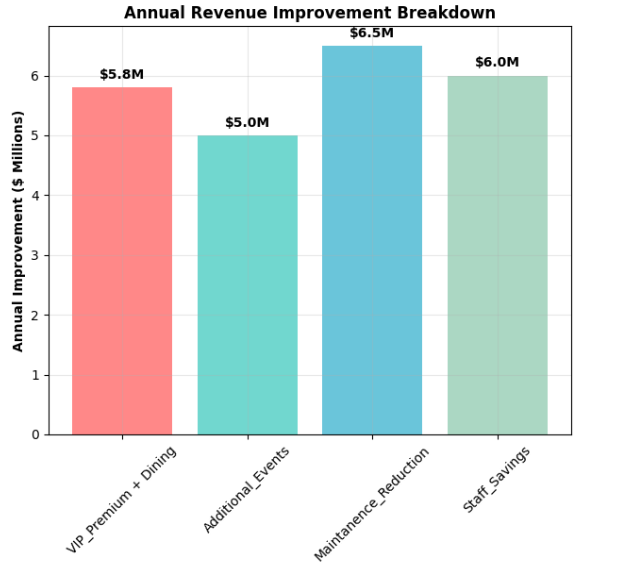 Annual Revenue Improvement Breakdown
$6.5M
$5.8M
$6.0M
$5.0M
Annual Improvement ($ Millions)
6
5
4
3
2
1
0
VIP_Premium + Dining
Additional_Events
Maintanence_Reduction
Staff_Savings